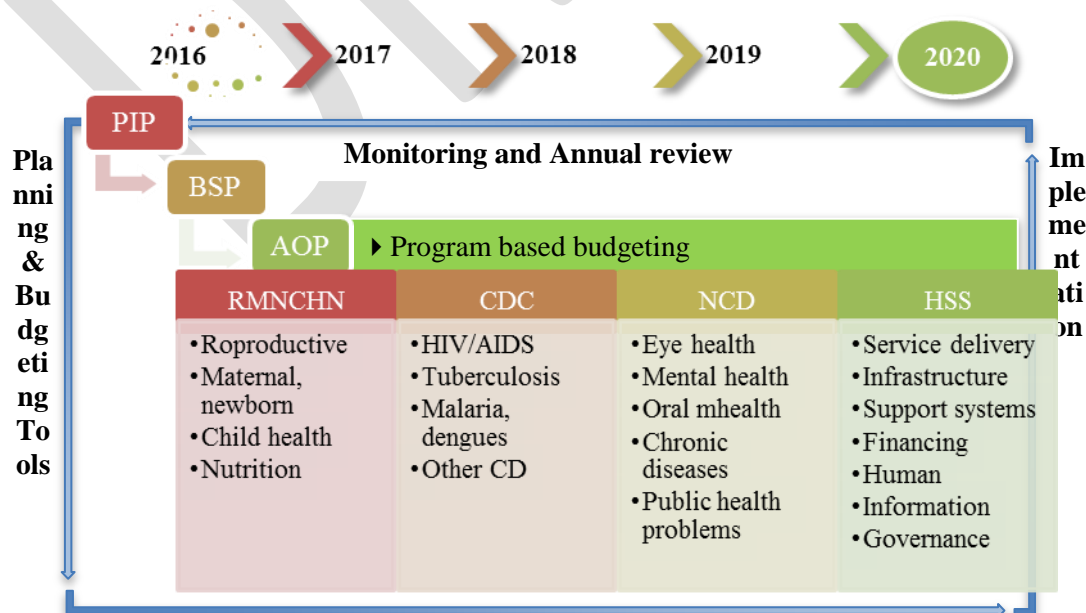 2016
2017
2018
2019
2020
PIP
Monitoring and Annual review
Pla
nni
ng
&
Bu
dg
eti
ng
To
ols
Im
ple
me
nt
ati
on
BSP
AOP
Program based budgeting
RMNCHN
•Roproductive
•Maternal,
newborn
•Child health
•Nutrition
CDC
•HIV/AIDS
•Tuberculosis
•Malaria,
dengues
•Other CD
NCD
•Eye health
•Mental health
•Oral mhealth
•Chronic
diseases
•Public health
problems
HSS
•Service delivery
•Infrastructure
•Support systems
•Financing
•Human
•Information
•Governance